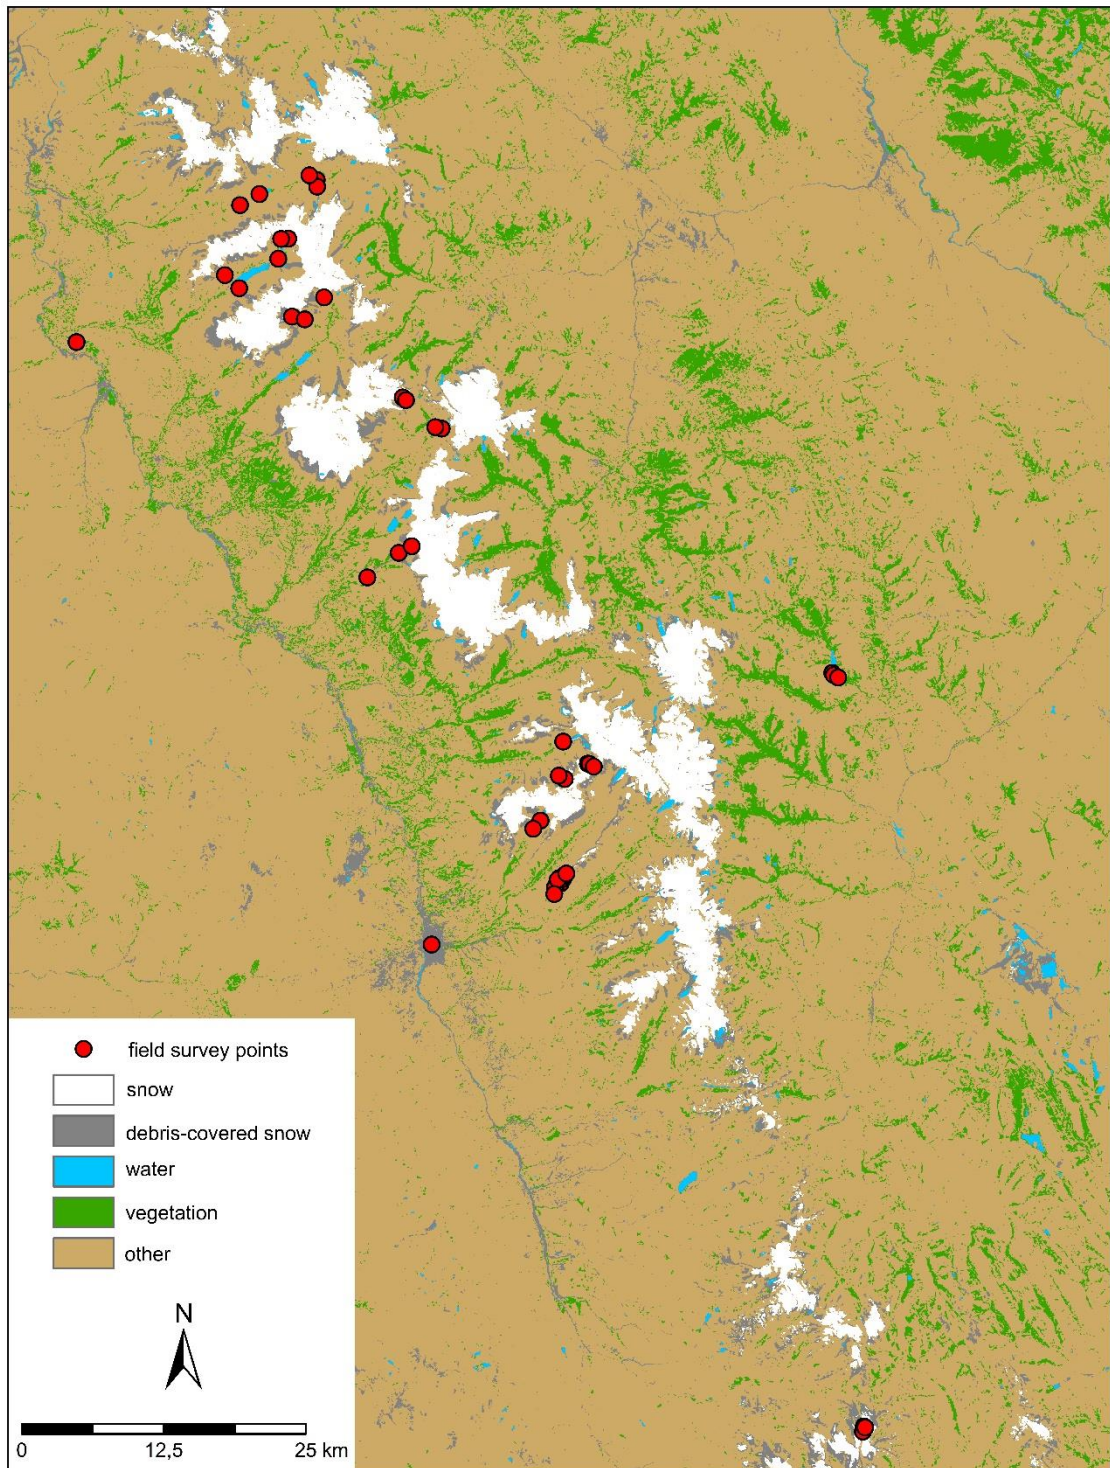 field survey points
snow
debris-covered snow
water
vegetation
other
N
0 12,5 25 km